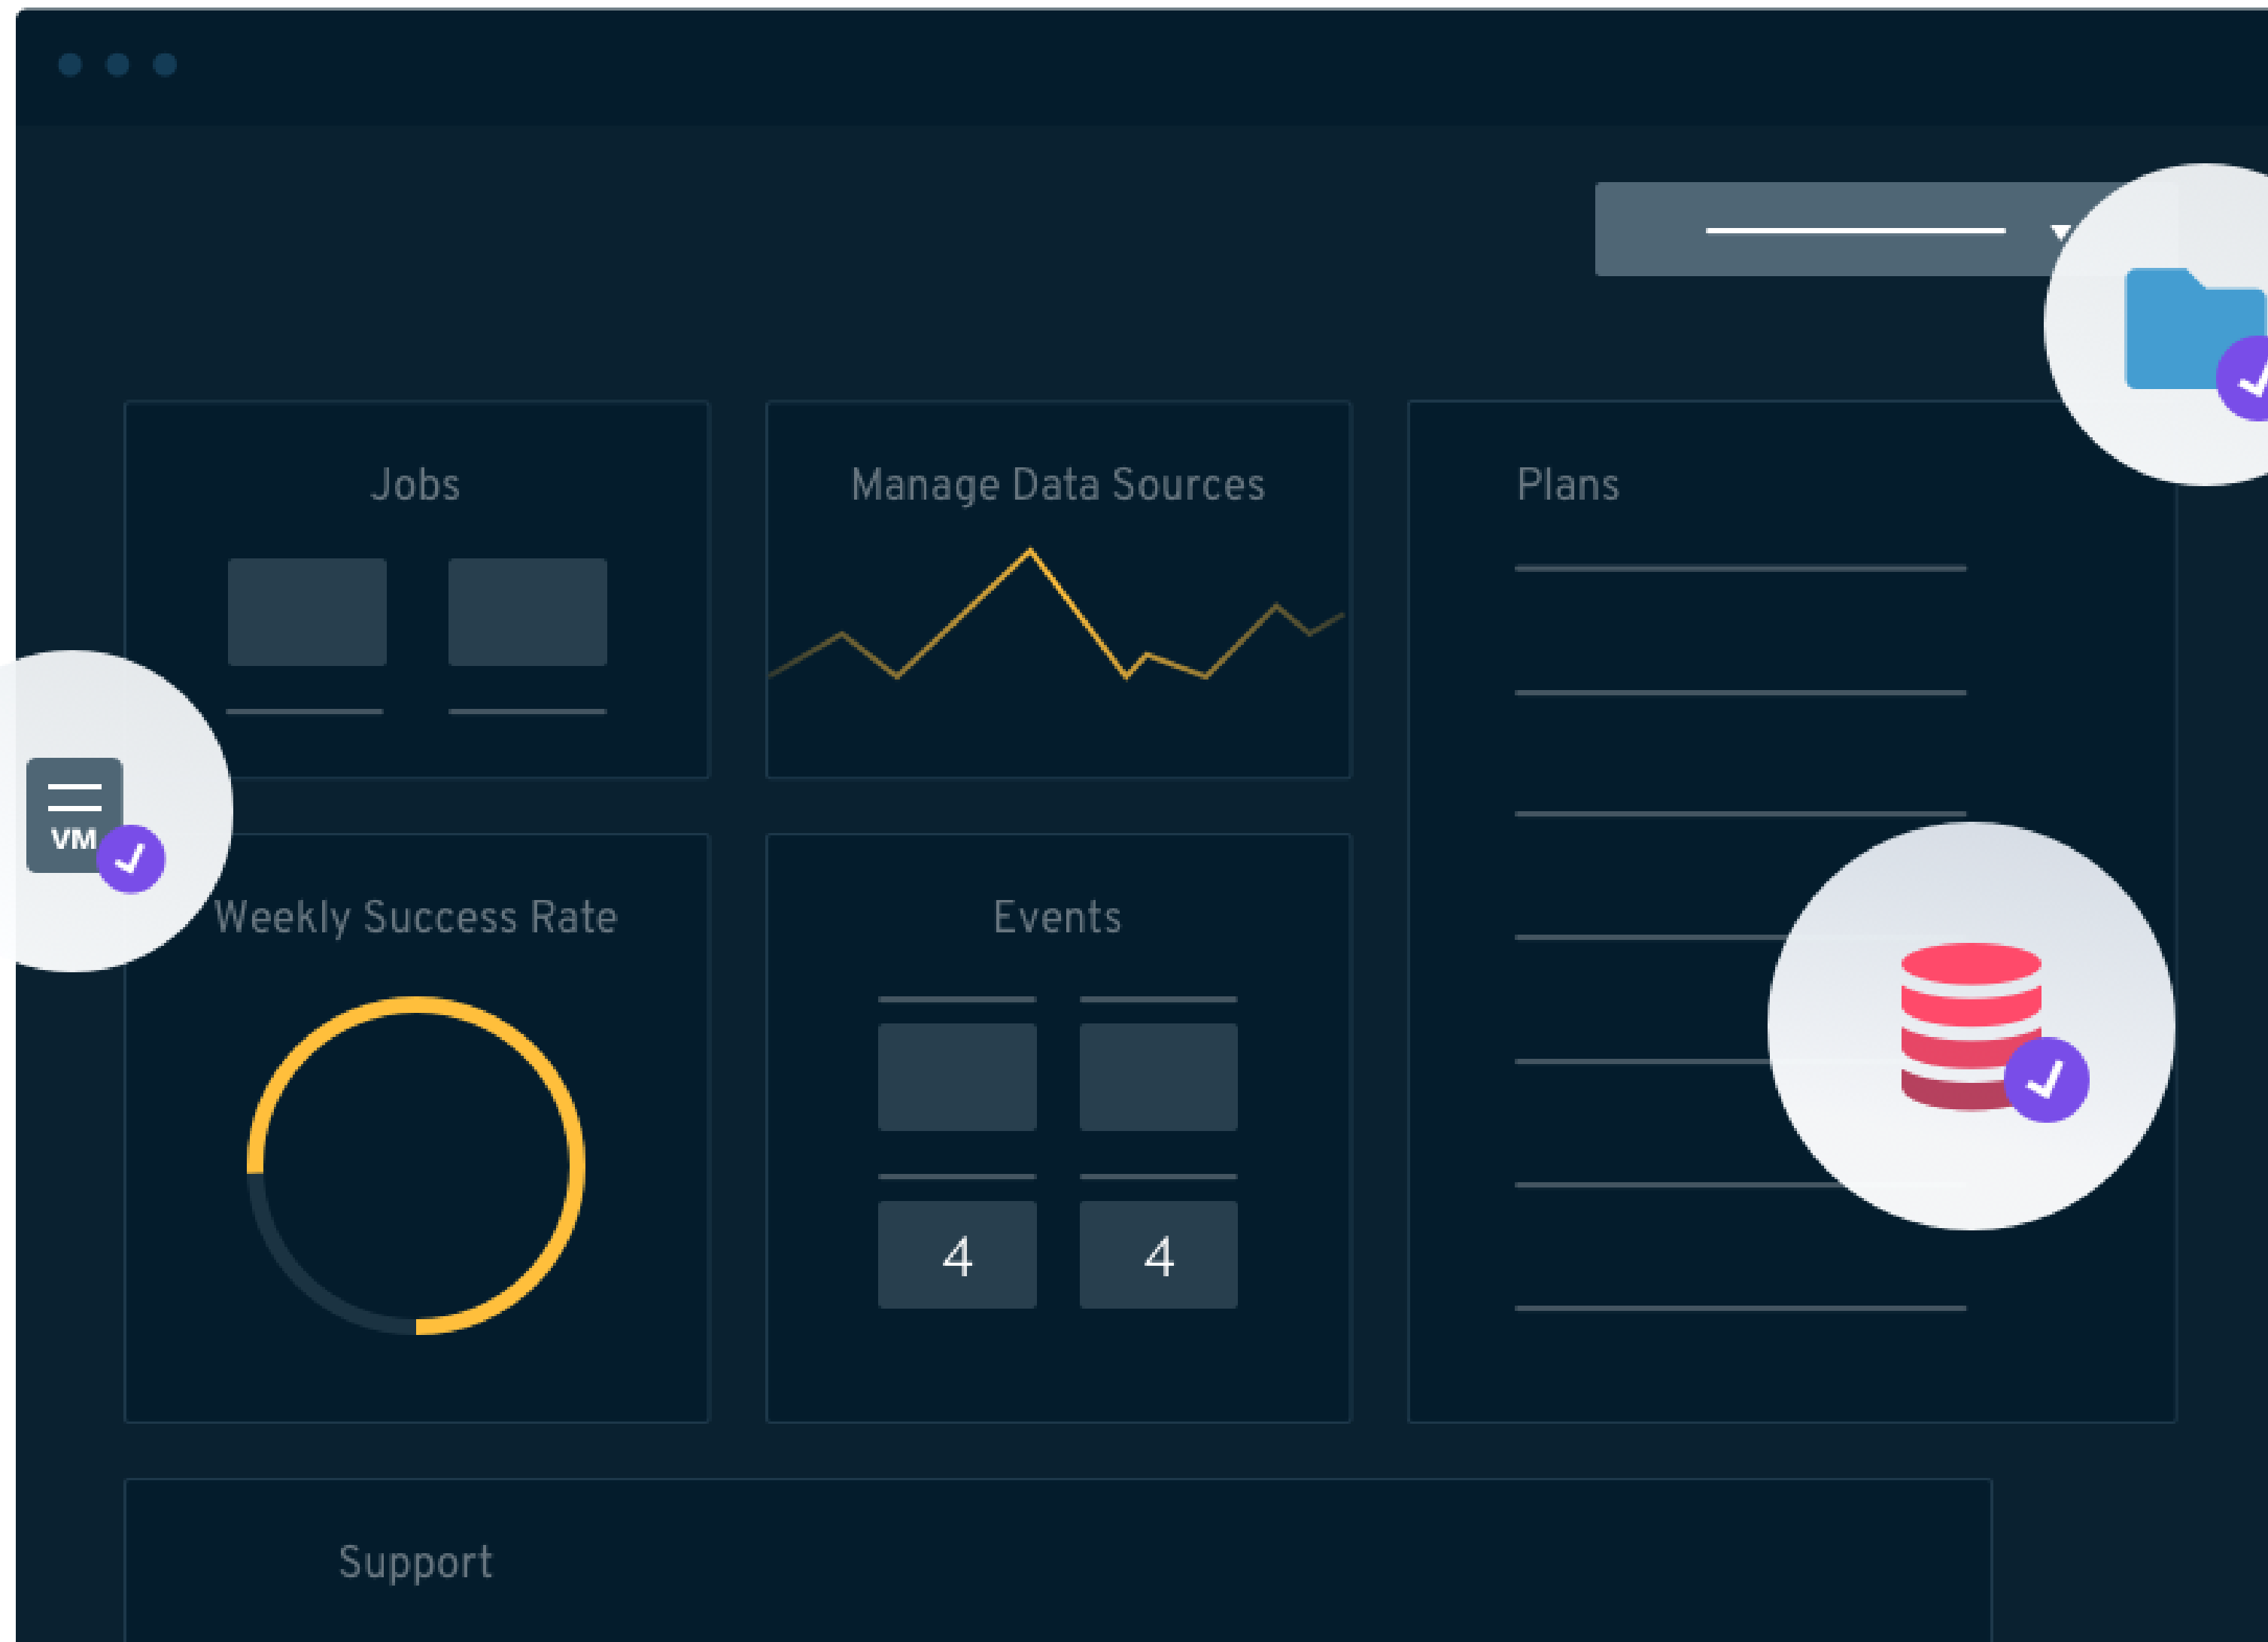 Jobs
Manage Data Sources
Plans
VM
Weekly Success Rate
Events
4 4
Support